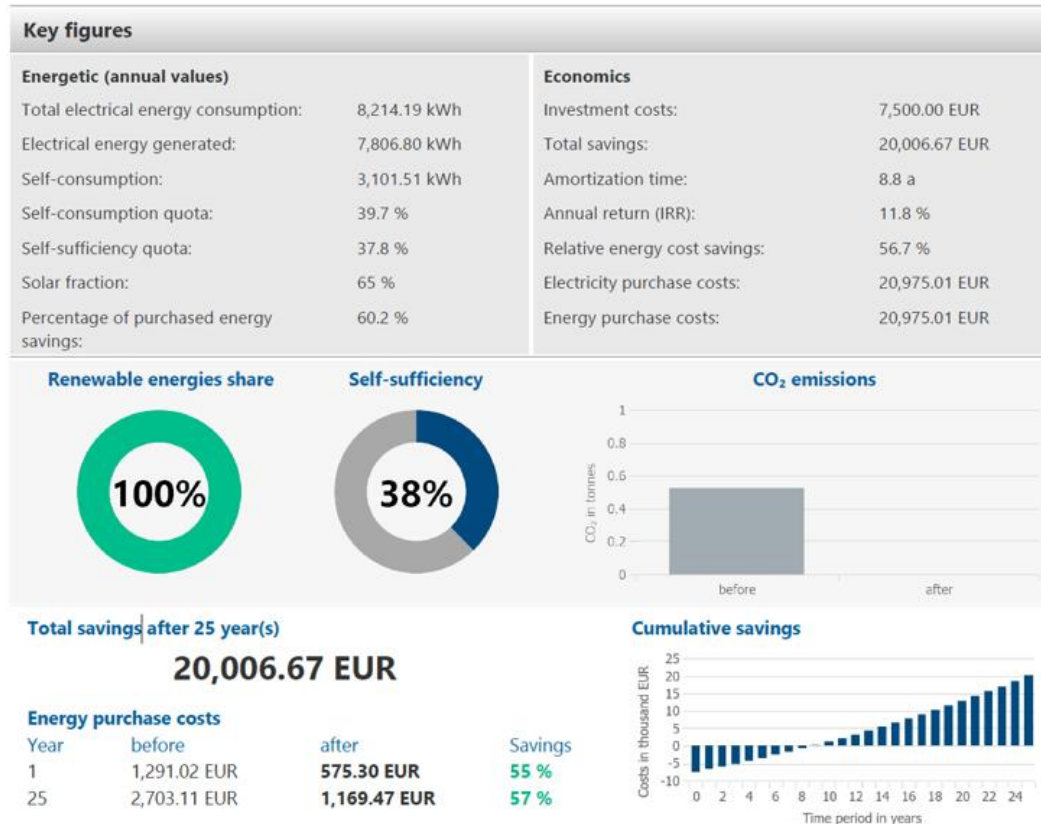 Key figures
Energetic (annual values)
Total electrical energy consumption: 8,214.19 kWh
Electrical energy generated: 7,806.80 kWh
Self-consumption: 3,101.51 kWh
Self-consumption quota: 39.7 %
Self-sufficiency quota: 37.8 %
Solar fraction: 65 %
Percentage of purchased energy 60.2 %
savings:
Economics
Investment costs: 7,500.00 EUR
Total savings: 20,006.67 EUR
Amortization time: 8.8 a
Annual return (IRR): 11.8 %
Relative energy cost savings: 56.7 %
Electricity purchase costs: 20,975.01 EUR
Energy purchase costs: 20,975.01 EUR
Renewable energies share
100%
Self-sufficiency
38%
CO₂ emissions
CO₂ in tonnes
1
0.8
0.6
0.4
0.2
0
before after
Total savings after 25 year(s)
20,006.67 EUR
Energy purchase costs
Year before after Savings
1 1,291.02 EUR 575.30 EUR 55 %
25 2,703.11 EUR 1,169.47 EUR 57 %
Cumulative savings
Costs in thousand EUR
25
20
15
10
5
0
-5
-10
0 2 4 6 8 10 12 14 16 18 20 22 24
Time period in years